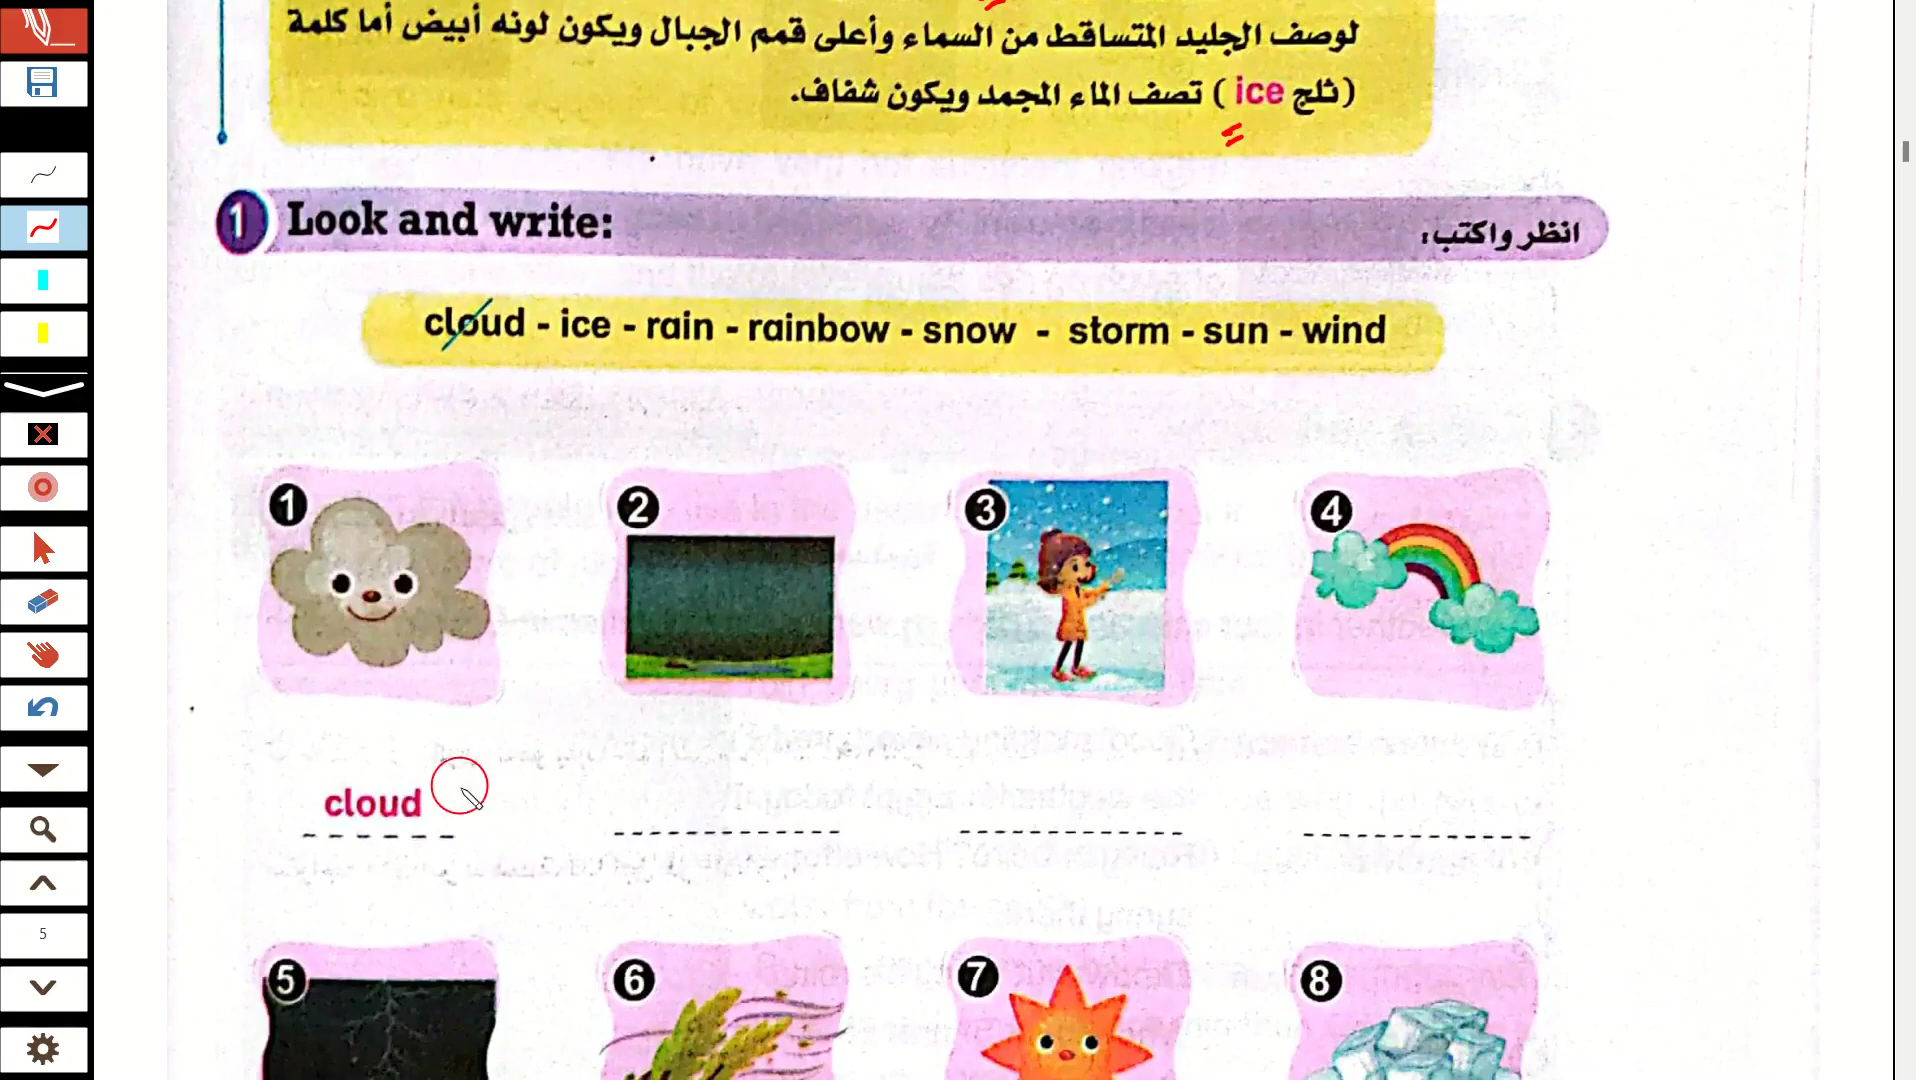 لوصف الجليد المتساقط من السماء وأعلى قمم الجبال ويكون لونه أبيض أما كلمة
(ثلج ice ) تصف الماء المجمد ويكون شفاف.
1 Look and write: انظر واكتب:
cloud - ice - rain - rainbow - snow - storm - sun - wind
1 2 3 4
cloud
5 6 7 8
5